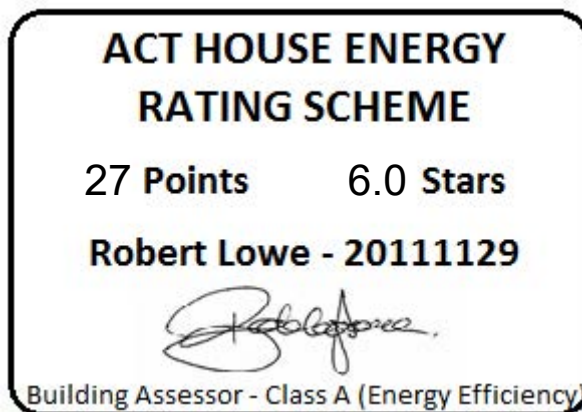 ACT HOUSE ENERGY
RATING SCHEME
27 Points 6.0 Stars
Robert Lowe - 20111129
Building Assessor - Class A (Energy Efficiency)